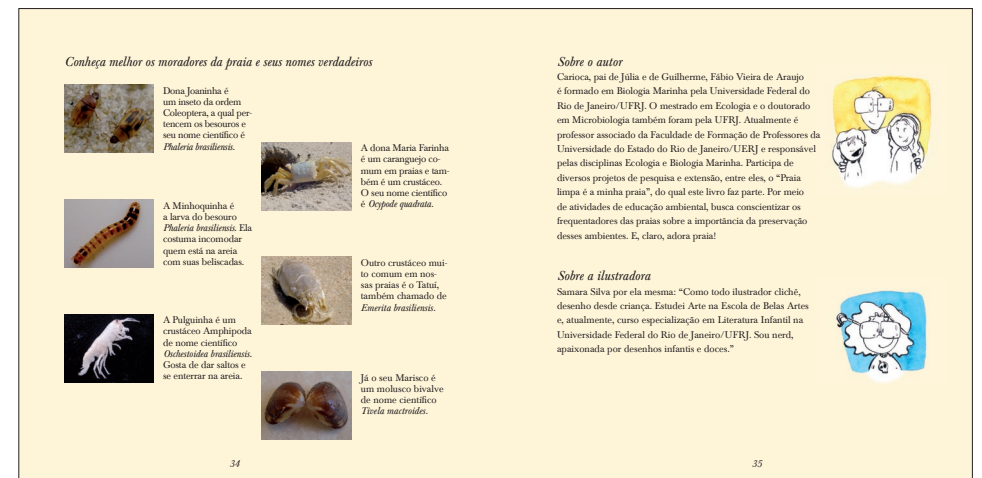 Conheça melhor os moradores da praia e seus nomes verdadeiros
Dona Joaninha é
um inseto da ordem
Coleoptera, a qual per-
tencem os besouros e
seu nome científico é
Phaleria brasiliensis.
A dona Maria Farinha
é um caranguejo co-
mum em praias e tam-
bém é um crustáceo.
O seu nome científico
é Ocypode quadrata.
A Minhoquinha é
a larva do besouro
Phaleria brasiliensis. Ela
costuma incomodar
quem está na areia
com suas beliscadas.
Outro crustáceo mui-
to comum em nos-
sas praias é o Tatuí,
também chamado de
Emerita brasiliensis.
A Pulguinha é um
crustáceo Amphipoda
de nome científico
Oschestoidea brasiliensis.
Gosta de dar saltos e
se enterrar na areia.
Já o seu Marisco é
um molusco bivalve
de nome científico
Tivela mactroides.
34
Sobre o autor
Carioca, pai de Júlia e de Guilherme, Fábio Vieira de Araujo
é formado em Biologia Marinha pela Universidade Federal do
Rio de Janeiro/UFRJ. O mestrado em Ecologia e o doutorado
em Microbiologia também foram pela UFRJ. Atualmente é
professor associado da Faculdade de Formação de Professores da
Universidade do Estado do Rio de Janeiro/UERJ e responsável
pelas disciplinas Ecologia e Biologia Marinha. Participa de
diversos projetos de pesquisa e extensão, entre eles, o “Praia
limpa é a minha praia”, do qual este livro faz parte. Por meio
de atividades de educação ambiental, busca conscientizar os
frequentadores das praias sobre a importância da preservação
desses ambientes. E, claro, adora praia!
Sobre a ilustradora
Samara Silva por ela mesma: “Como todo ilustrador clichê,
desenho desde criança. Estudei Arte na Escola de Belas Artes
e, atualmente, curso especialização em Literatura Infantil na
Universidade Federal do Rio de Janeiro/UFRJ. Sou nerd,
apaixonada por desenhos infantis e doces.”
35